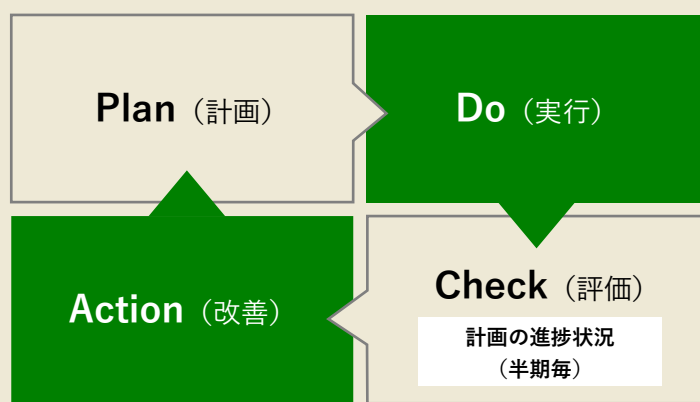 Plan（計画）
Do（実行）
Action（改善）
Check（評価）
計画の進捗状況
（半期毎）